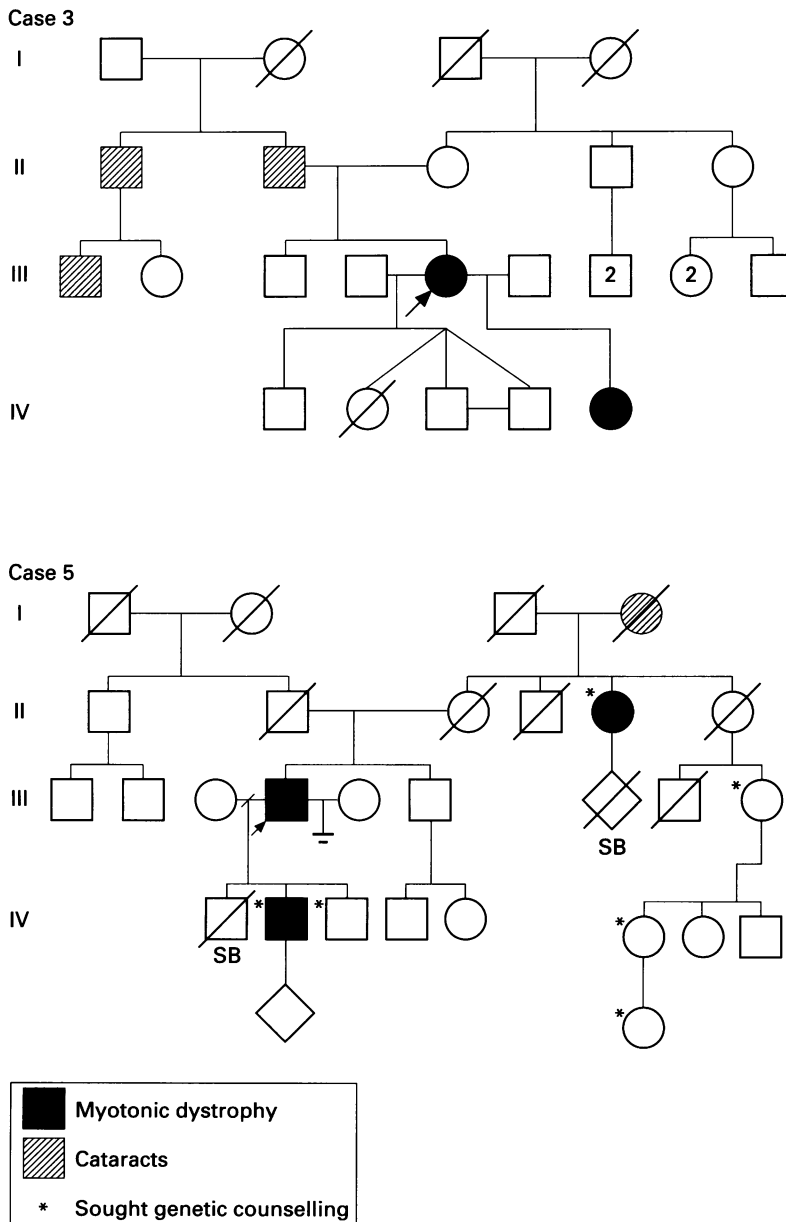 Case 3
I
II
III
2 2
IV
Case 5
I
II
*
III
*
SB
IV
* * *
SB
*
Myotonic dystrophy
Cataracts
* Sought genetic counselling